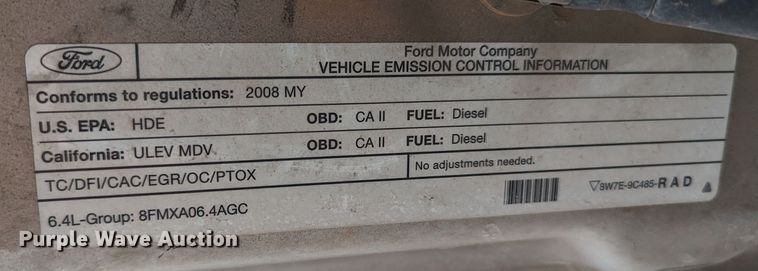 Ford
Ford Motor Company
VEHICLE EMISSION CONTROL INFORMATION
Conforms to regulations: 2008 MY
U.S. EPA: HDE OBD: CA II FUEL: Diesel
California: ULEV MDV OBD: CA II FUEL: Diesel
TC/DFI/CAC/EGR/OC/PTOX No adjustments needed.
6.4L-Group: 8FMXA06.4AGC 8W7E-9C485-RAD
Purple Wave Auction